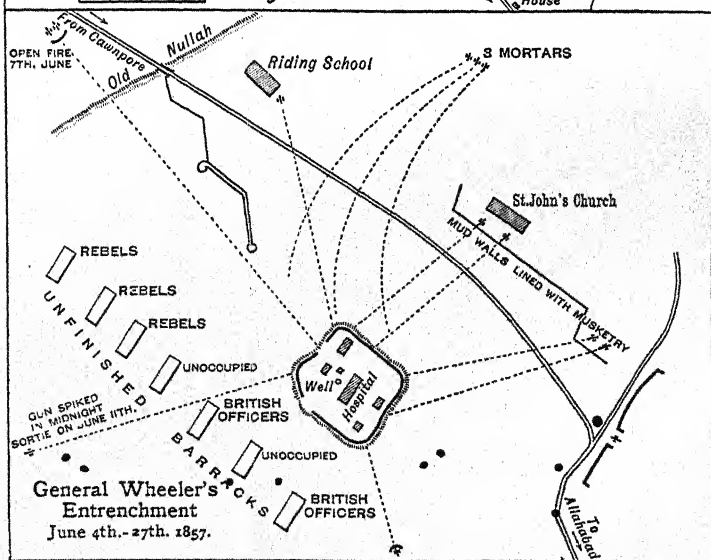 House
From Cawnpore
Old Nullah
OPEN FIRE
7TH. JUNE
Riding School
3 MORTARS
St. John's Church
MUD WALLS LINED WITH MUSKETRY
REBELS
REBELS
REBELS
UNOCCUPIED
UNFINISHED
BARRACKS
Well
Hospital
BRITISH
OFFICERS
UNOCCUPIED
BRITISH
OFFICERS
GUN SPIKED
IN MIDNIGHT
SORTIE ON JUNE 11TH.
General Wheeler's
Entrenchment
June 4th.-27th. 1857.
To
Allahabad